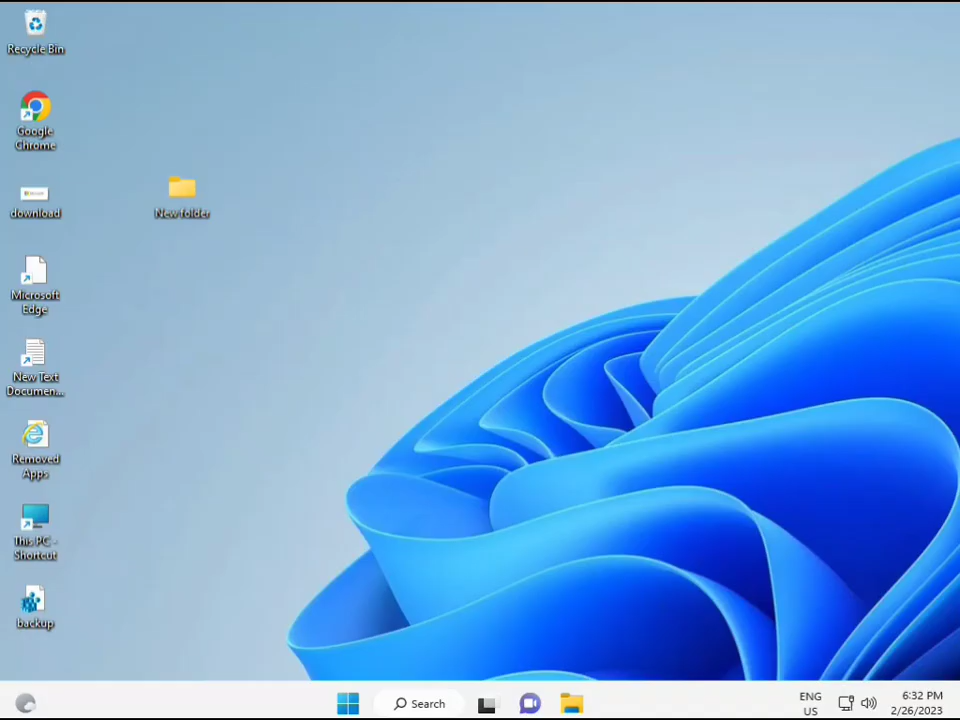 Recycle Bin
Google
Chrome
download
New folder
Microsoft
Edge
New Text
Documen...
Removed
Apps
This PC -
Shortcut
backup
Search
ENG
US
6:32 PM
2/26/2023